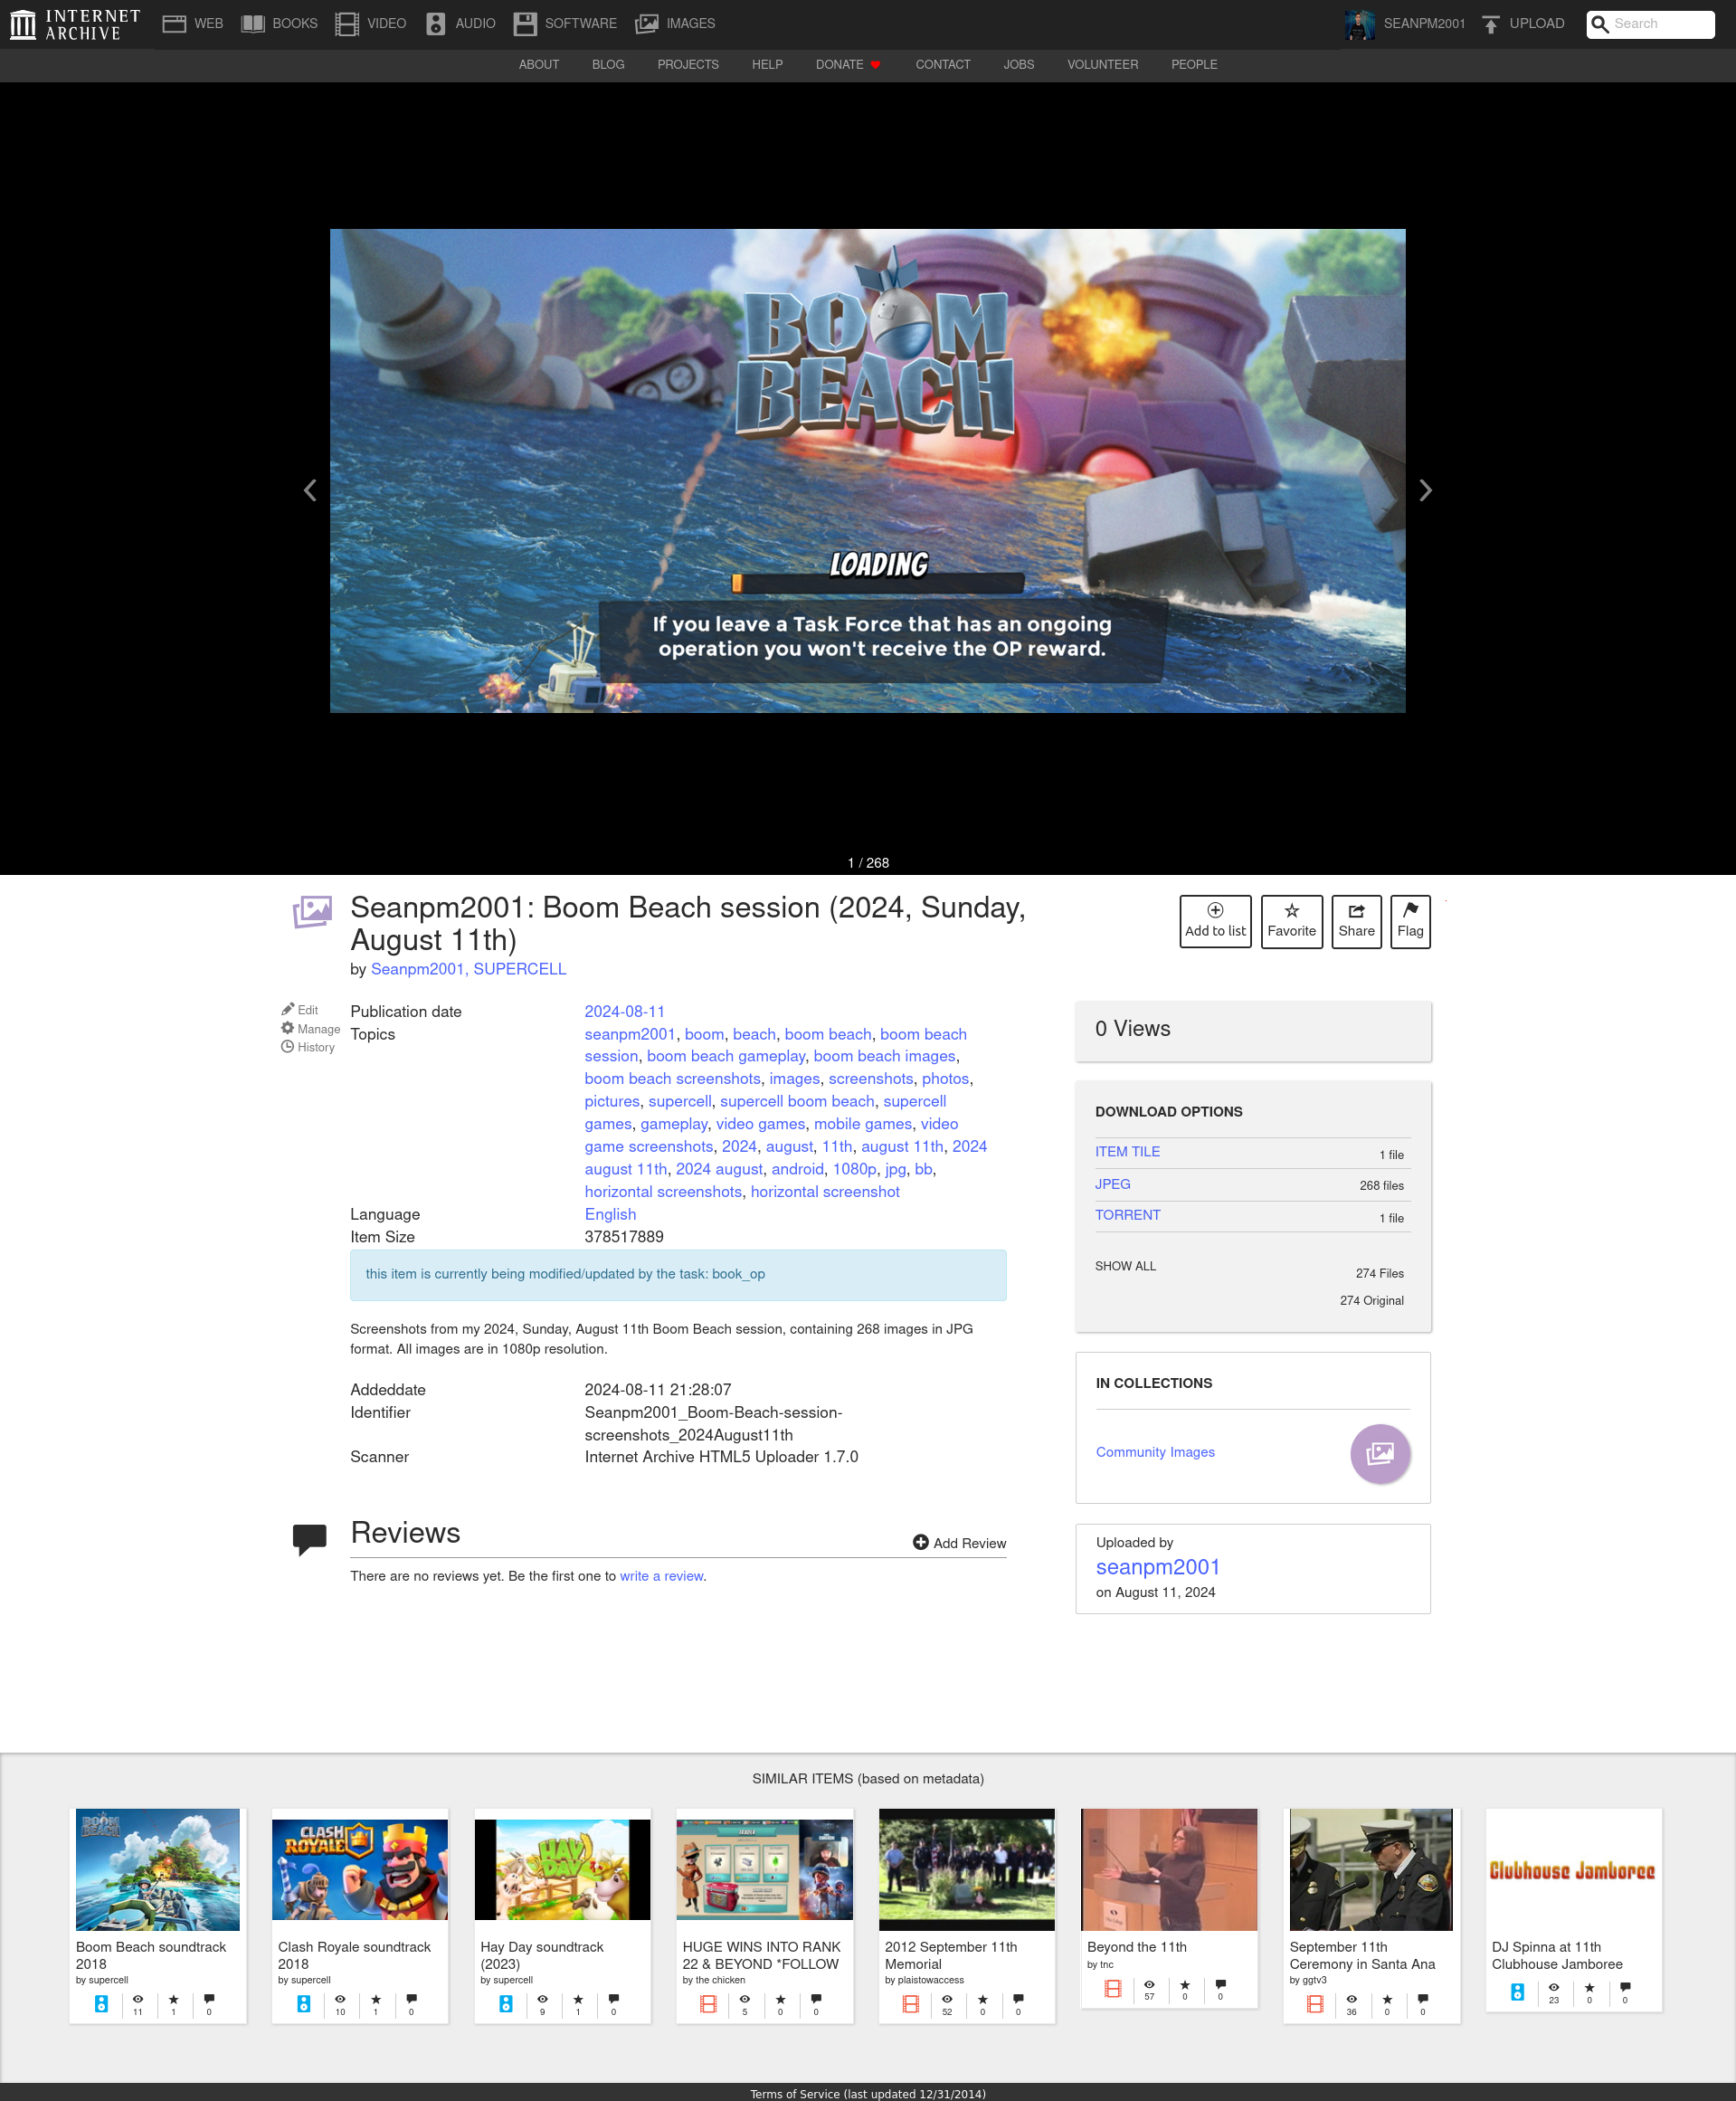 INTERNET ARCHIVE
WEB BOOKS VIDEO AUDIO SOFTWARE IMAGES SEANPM2001 UPLOAD Search
ABOUT BLOG PROJECTS HELP DONATE CONTACT JOBS VOLUNTEER PEOPLE
BOOM
BEACH
LOADING
If you leave a Task Force that has an ongoing
operation you won't receive the OP reward.
1 / 268
Seanpm2001: Boom Beach session (2024, Sunday,
August 11th)
by Seanpm2001, SUPERCELL
Add to list Favorite Share Flag
Edit
Manage
History
Publication date 2024-08-11
Topics seanpm2001, boom, beach, boom beach, boom beach
session, boom beach gameplay, boom beach images,
boom beach screenshots, images, screenshots, photos,
pictures, supercell, supercell boom beach, supercell
games, gameplay, video games, mobile games, video
game screenshots, 2024, august, 11th, august 11th, 2024
august 11th, 2024 august, android, 1080p, jpg, bb,
horizontal screenshots, horizontal screenshot
Language English
Item Size 378517889
this item is currently being modified/updated by the task: book_op
Screenshots from my 2024, Sunday, August 11th Boom Beach session, containing 268 images in JPG
format. All images are in 1080p resolution.
Addeddate 2024-08-11 21:28:07
Identifier Seanpm2001_Boom-Beach-session-
screenshots_2024August11th
Scanner Internet Archive HTML5 Uploader 1.7.0
Reviews
Add Review
There are no reviews yet. Be the first one to write a review.
0 Views
DOWNLOAD OPTIONS
ITEM TILE 1 file
JPEG 268 files
TORRENT 1 file
SHOW ALL 274 Files
274 Original
IN COLLECTIONS
Community Images
Uploaded by
seanpm2001
on August 11, 2024
SIMILAR ITEMS (based on metadata)
BOOM
BEACH
Boom Beach soundtrack
2018
by supercell
11 1 0
CLASH
ROYALE
Clash Royale soundtrack
2018
by supercell
10 1 0
HAY
DAY
Hay Day soundtrack
(2023)
by supercell
9 1 0
HUGE WINS INTO RANK
22 & BEYOND *FOLLOW
by the chicken
5 0 0
2012 September 11th
Memorial
by plaistowaccess
52 0 0
Beyond the 11th
by tnc
57 0 0
September 11th
Ceremony in Santa Ana
by ggtv3
36 0 0
Clubhouse Jamboree
DJ Spinna at 11th
Clubhouse Jamboree
23 0 0
Terms of Service (last updated 12/31/2014)